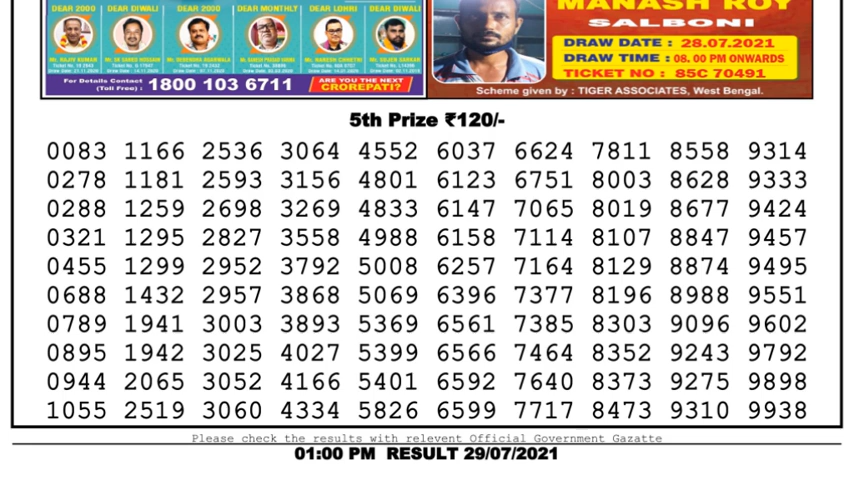 DEAR 2000 DEAR DIWALI DEAR 2000 DEAR MONTHLY DEAR LOHRI DEAR DIWALI
For Details Contact
(Toll Free) : 1800 103 6711
ARE YOU THE NEXT
CROREPATI?
MANASH ROY
SALBONI
DRAW DATE : 28.07.2021
DRAW TIME : 08. 00 PM ONWARDS
TICKET NO : 85C 70491
Scheme given by : TIGER ASSOCIATES, West Bengal.
5th Prize ₹120/-
0083 1166 2536 3064 4552 6037 6624 7811 8558 9314
0278 1181 2593 3156 4801 6123 6751 8003 8628 9333
0288 1259 2698 3269 4833 6147 7065 8019 8677 9424
0321 1295 2827 3558 4988 6158 7114 8107 8847 9457
0455 1299 2952 3792 5008 6257 7164 8129 8874 9495
0688 1432 2957 3868 5069 6396 7377 8196 8988 9551
0789 1941 3003 3893 5369 6561 7385 8303 9096 9602
0895 1942 3025 4027 5399 6566 7464 8352 9243 9792
0944 2065 3052 4166 5401 6592 7640 8373 9275 9898
1055 2519 3060 4334 5826 6599 7717 8473 9310 9938
Please check the results with relevent Official Government Gazatte
01:00 PM RESULT 29/07/2021